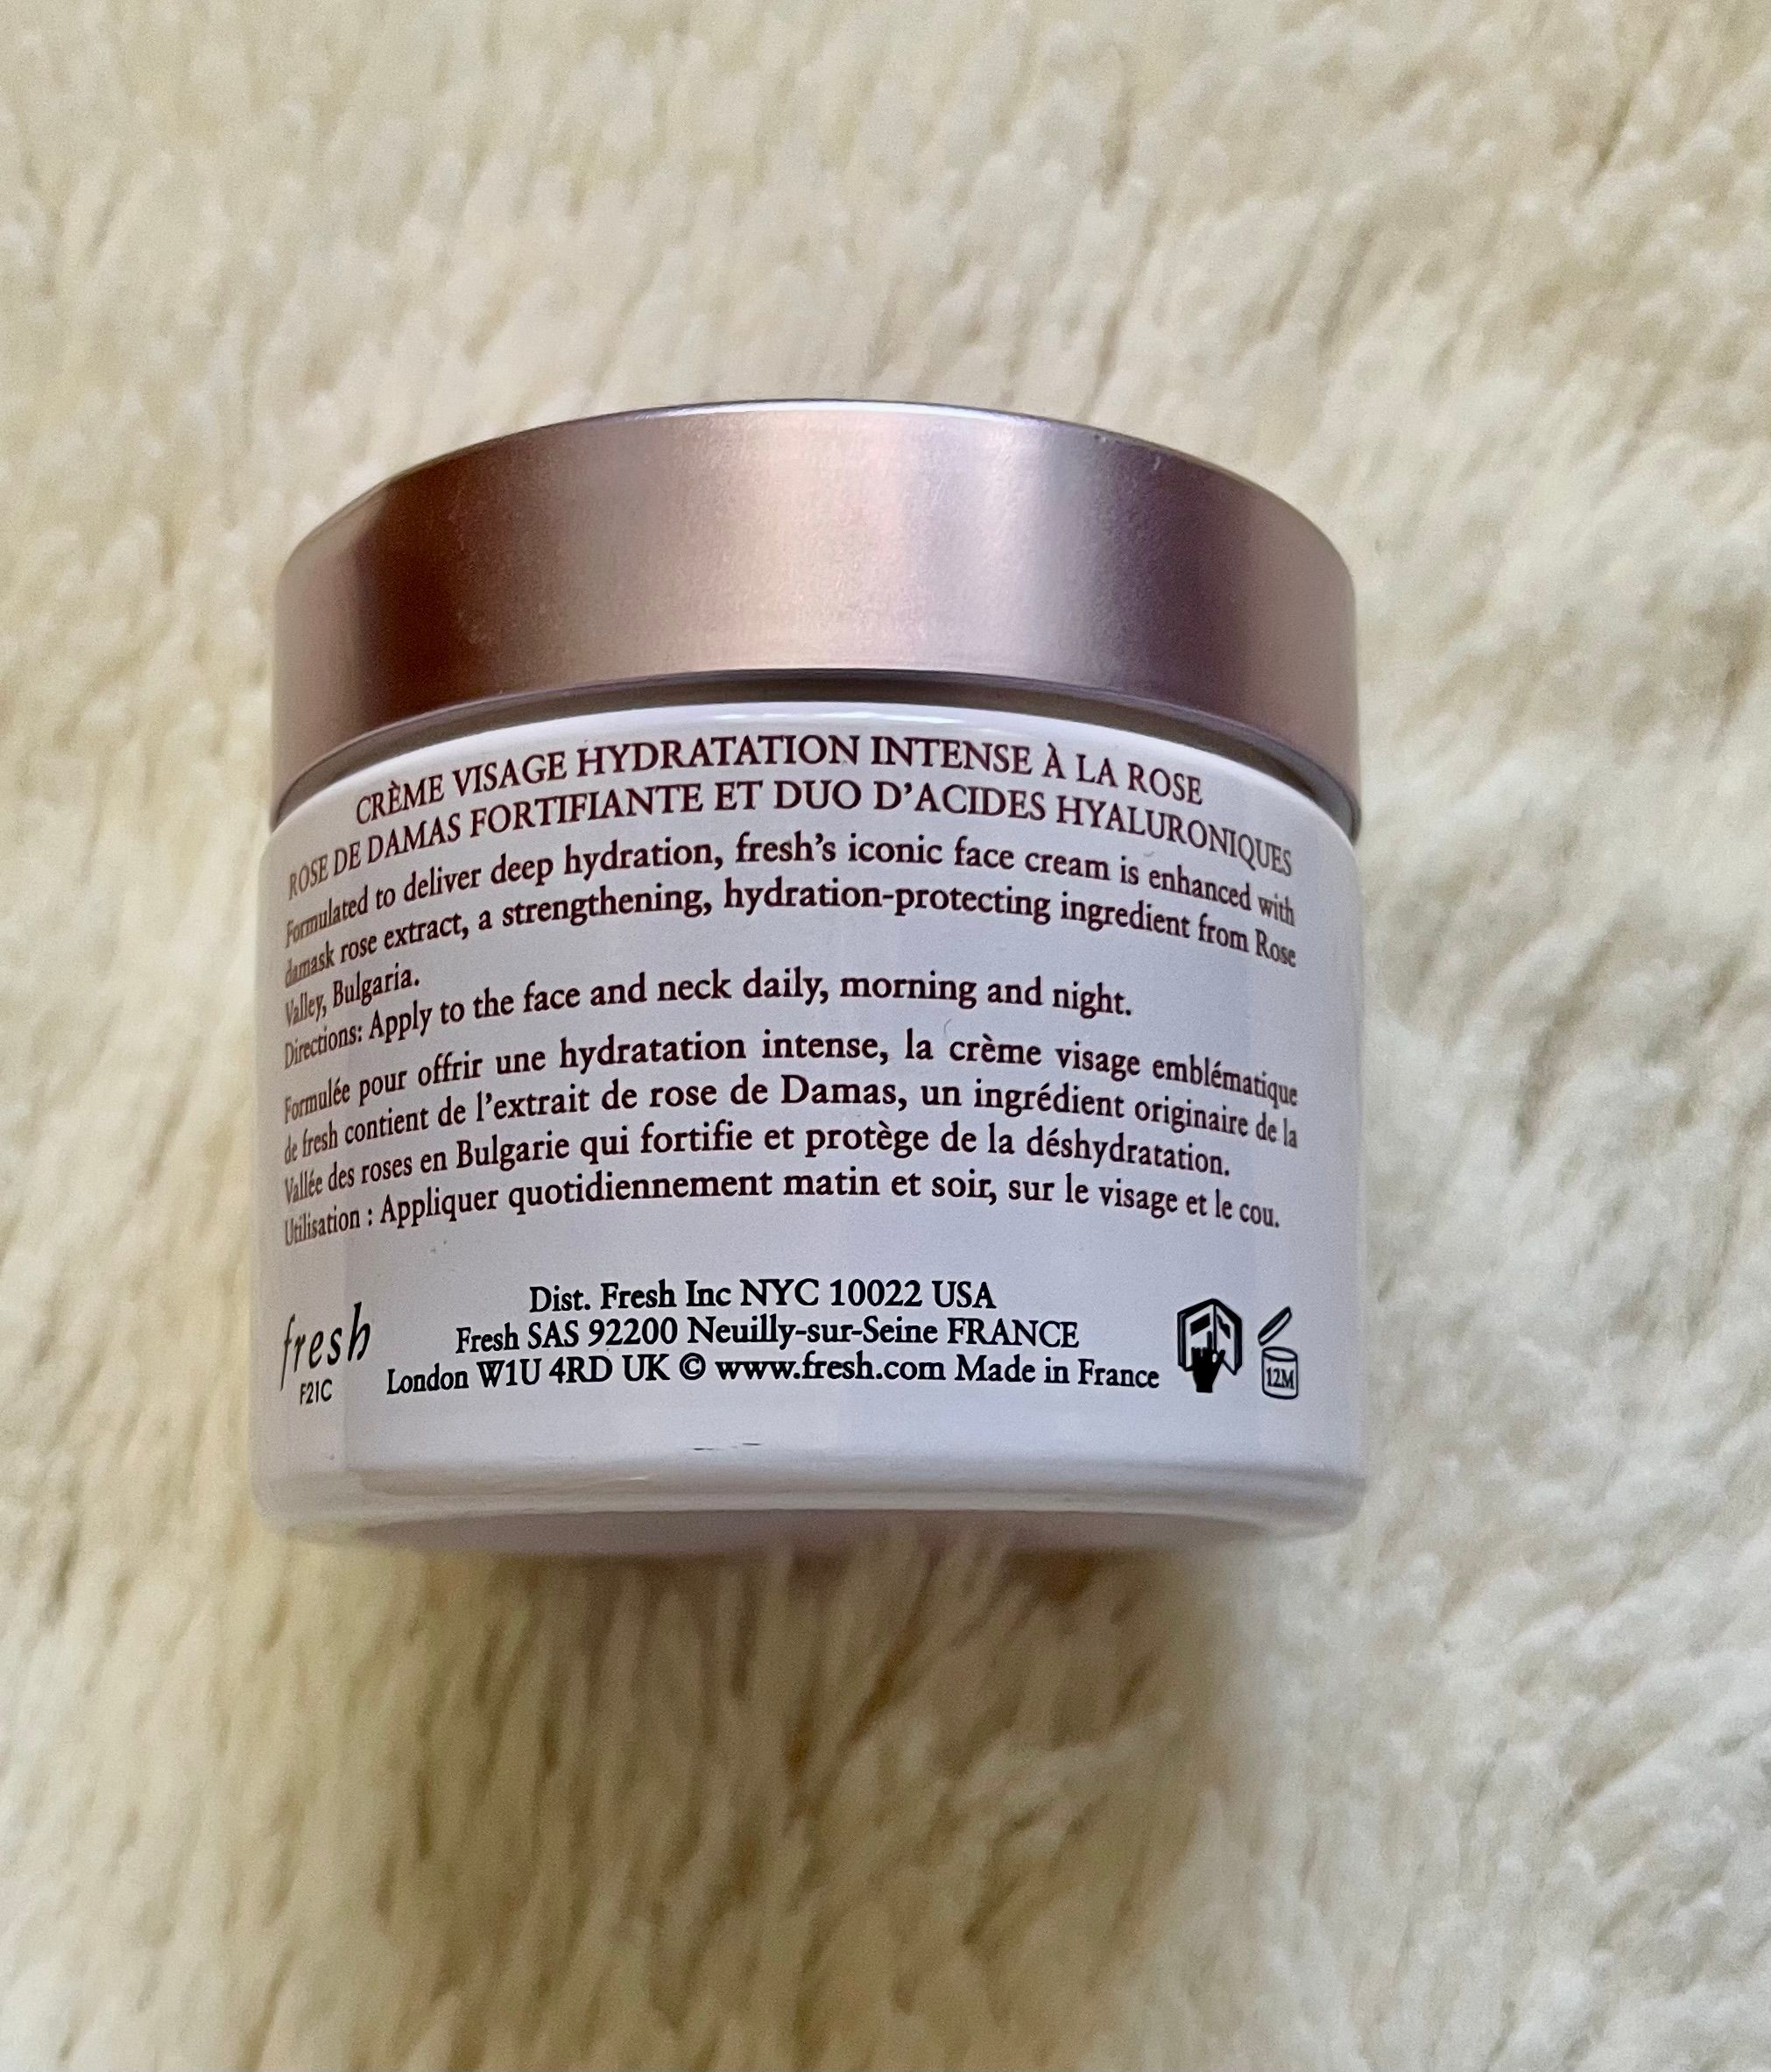 CRÈME VISAGE HYDRATATION INTENSE À LA ROSE
ROSE DE DAMAS FORTIFIANTE ET DUO D'ACIDES HYALURONIQUES
Formulated to deliver deep hydration, fresh's iconic face cream is enhanced with
damask rose extract, a strengthening, hydration-protecting ingredient from Rose
Valley, Bulgaria.
Directions: Apply to the face and neck daily, morning and night.
Formulée pour offrir une hydratation intense, la crème visage emblématique
de fresh contient de l'extrait de rose de Damas, un ingrédient originaire de la
Vallée des roses en Bulgarie qui fortifie et protège de la déshydratation.
Utilisation : Appliquer quotidiennement matin et soir, sur le visage et le cou.
fresh
F21C
Dist. Fresh Inc NYC 10022 USA
Fresh SAS 92200 Neuilly-sur-Seine FRANCE
London W1U 4RD UK © www.fresh.com Made in France
12M